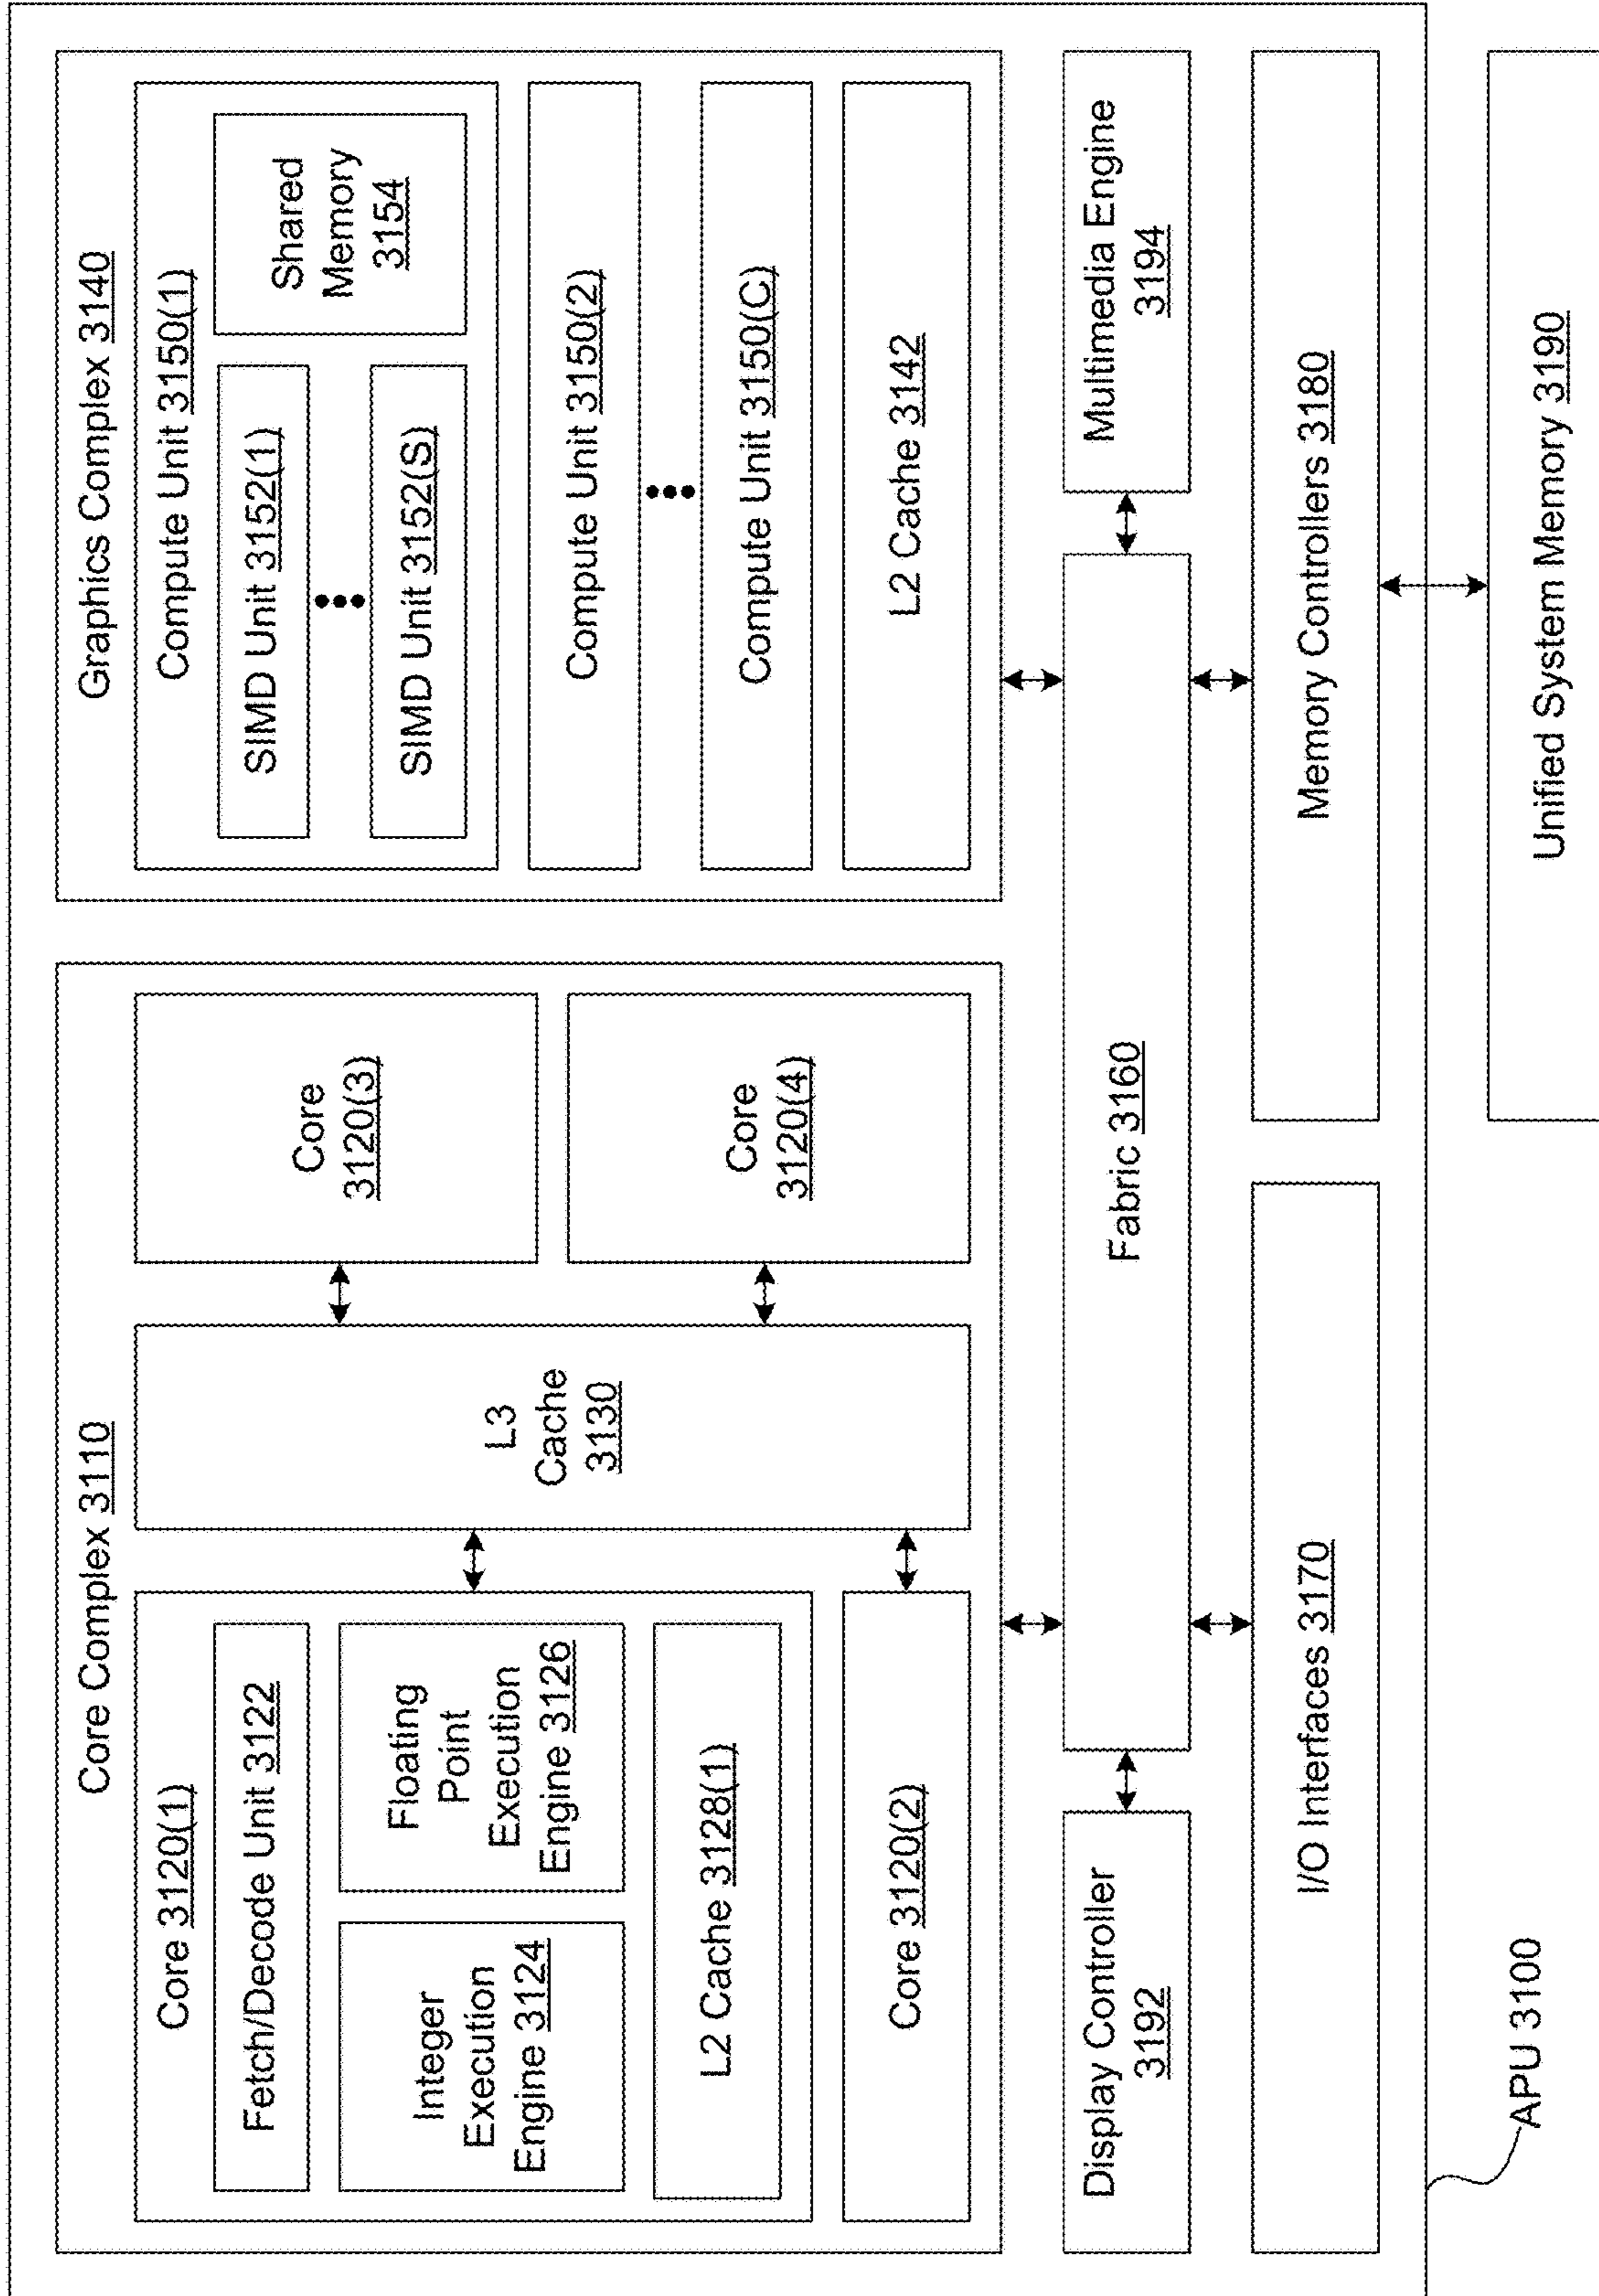 Core Complex 3110
Core 3120(1)
Fetch/Decode Unit 3122
Integer
Execution
Engine 3124
Floating
Point
Execution
Engine 3126
L2 Cache 3128(1)
Core 3120(2)
L3
Cache
3130
Core
3120(3)
Core
3120(4)
Graphics Complex 3140
Compute Unit 3150(1)
SIMD Unit 3152(1)
SIMD Unit 3152(S)
Shared
Memory
3154
Compute Unit 3150(2)
Compute Unit 3150(C)
L2 Cache 3142
Display Controller
3192
Fabric 3160
Multimedia Engine
3194
I/O Interfaces 3170
Memory Controllers 3180
APU 3100
Unified System Memory 3190